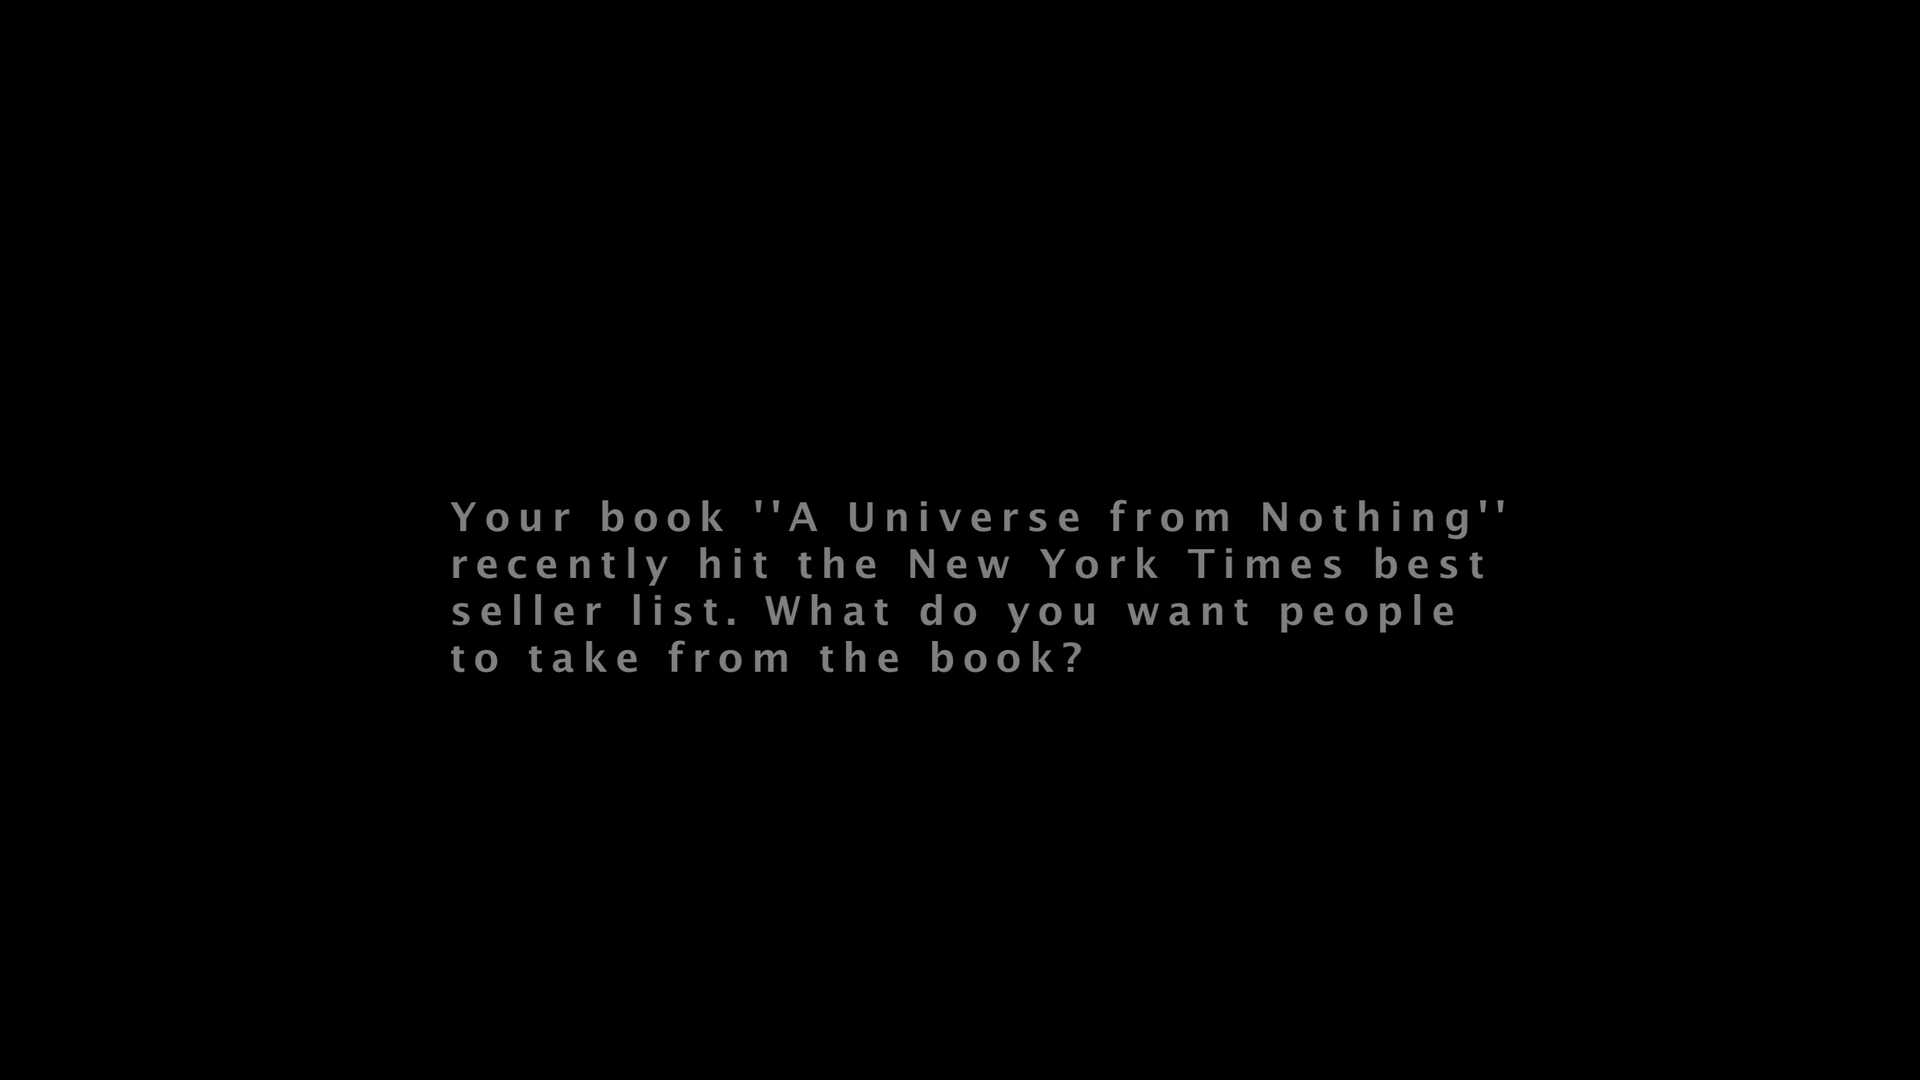 Your book ''A Universe from Nothing''
recently hit the New York Times best
seller list. What do you want people
to take from the book?